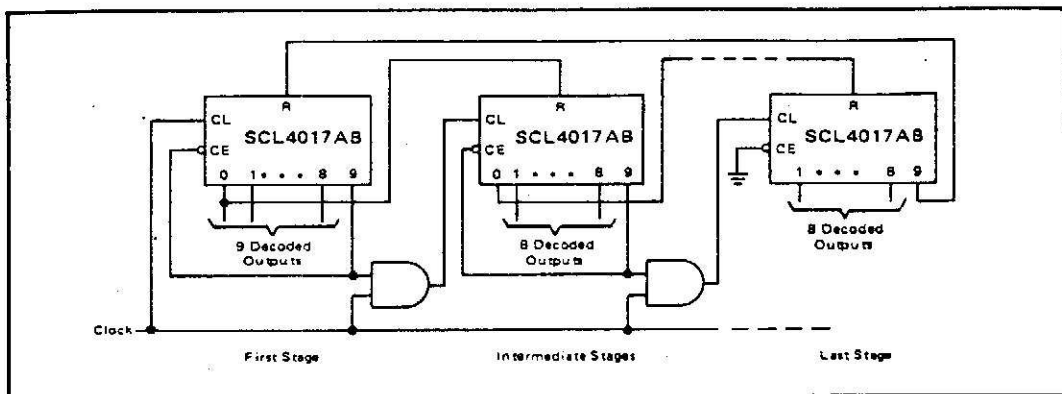 R
CL
SCL4017AB
CE
0 1 • • • 8 9
9 Decoded
Outputs
R
CL
SCL4017AB
CE
0 1 • • • • 8 9
8 Decoded
Outputs
R
CL
SCL4017AB
CE
1 • • • 8 9
8 Decoded
Outputs
Clock
First Stage
Intermediate Stages
Last Stage